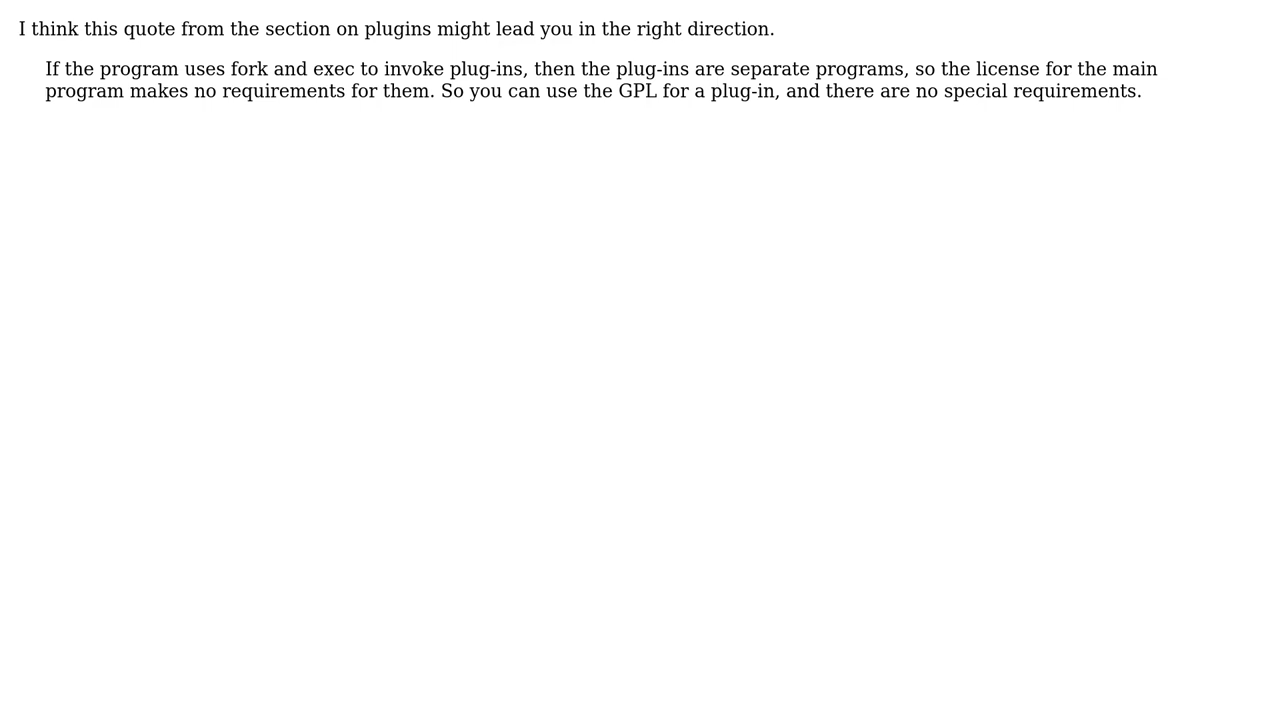 I think this quote from the section on plugins might lead you in the right direction.
If the program uses fork and exec to invoke plug-ins, then the plug-ins are separate programs, so the license for the main
program makes no requirements for them. So you can use the GPL for a plug-in, and there are no special requirements.